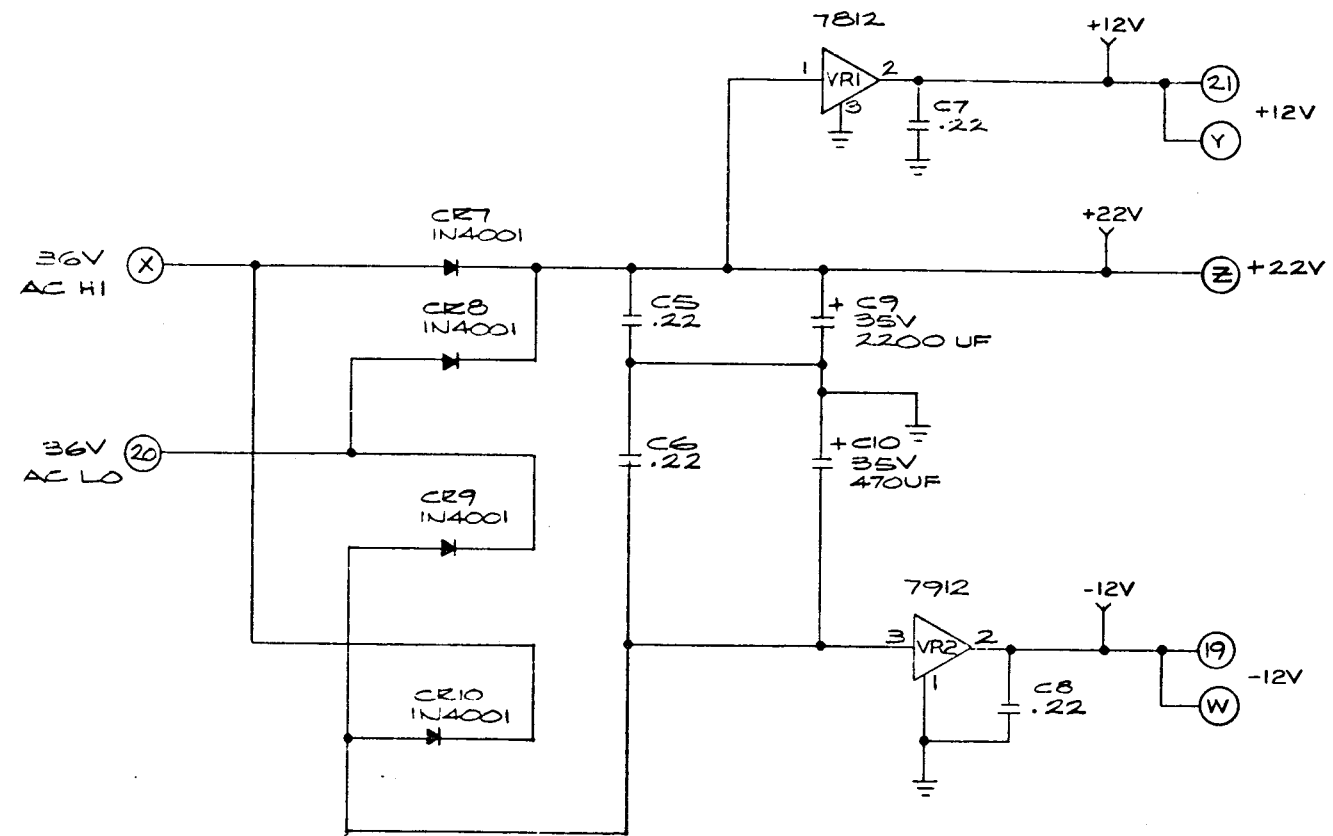 7812
+12V
1
VR1
2
3
C7
.22
21
+12V
Y
CR7
1N4001
+22V
36V
AC HI
X
Z
+22V
CR8
1N4001
C5
.22
+ C9
35V
2200 UF
36V
AC LO
20
C6
.22
+ C10
35V
470UF
CR9
1N4001
7912
-12V
3
VR2
2
1
19
-12V
C8
.22
W
CR10
1N4001